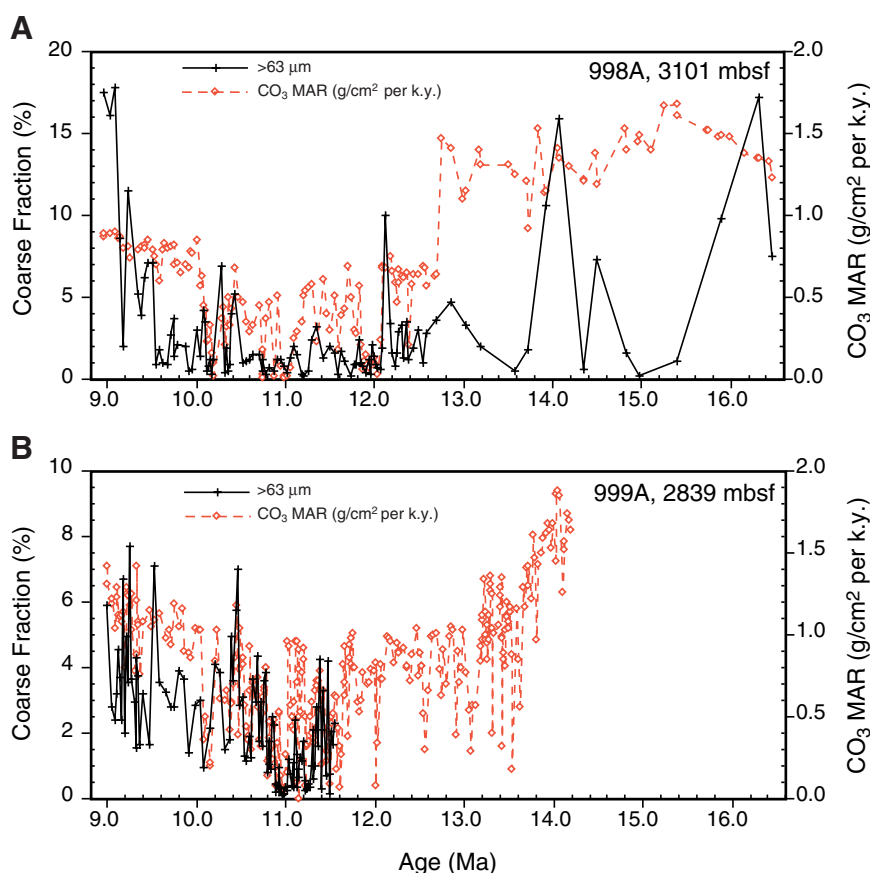 A
>63 μm
CO₃ MAR (g/cm² per k.y.)
998A, 3101 mbsf
Coarse Fraction (%)
20
15
10
5
0
CO₃ MAR (g/cm² per k.y.)
2.0
1.5
1.0
0.5
0.0
9.0 10.0 11.0 12.0 13.0 14.0 15.0 16.0
B
>63 μm
CO₃ MAR (g/cm² per k.y.)
999A, 2839 mbsf
Coarse Fraction (%)
10
8
6
4
2
0
CO₃ MAR (g/cm² per k.y.)
2.0
1.5
1.0
0.5
0.0
9.0 10.0 11.0 12.0 13.0 14.0 15.0 16.0
Age (Ma)